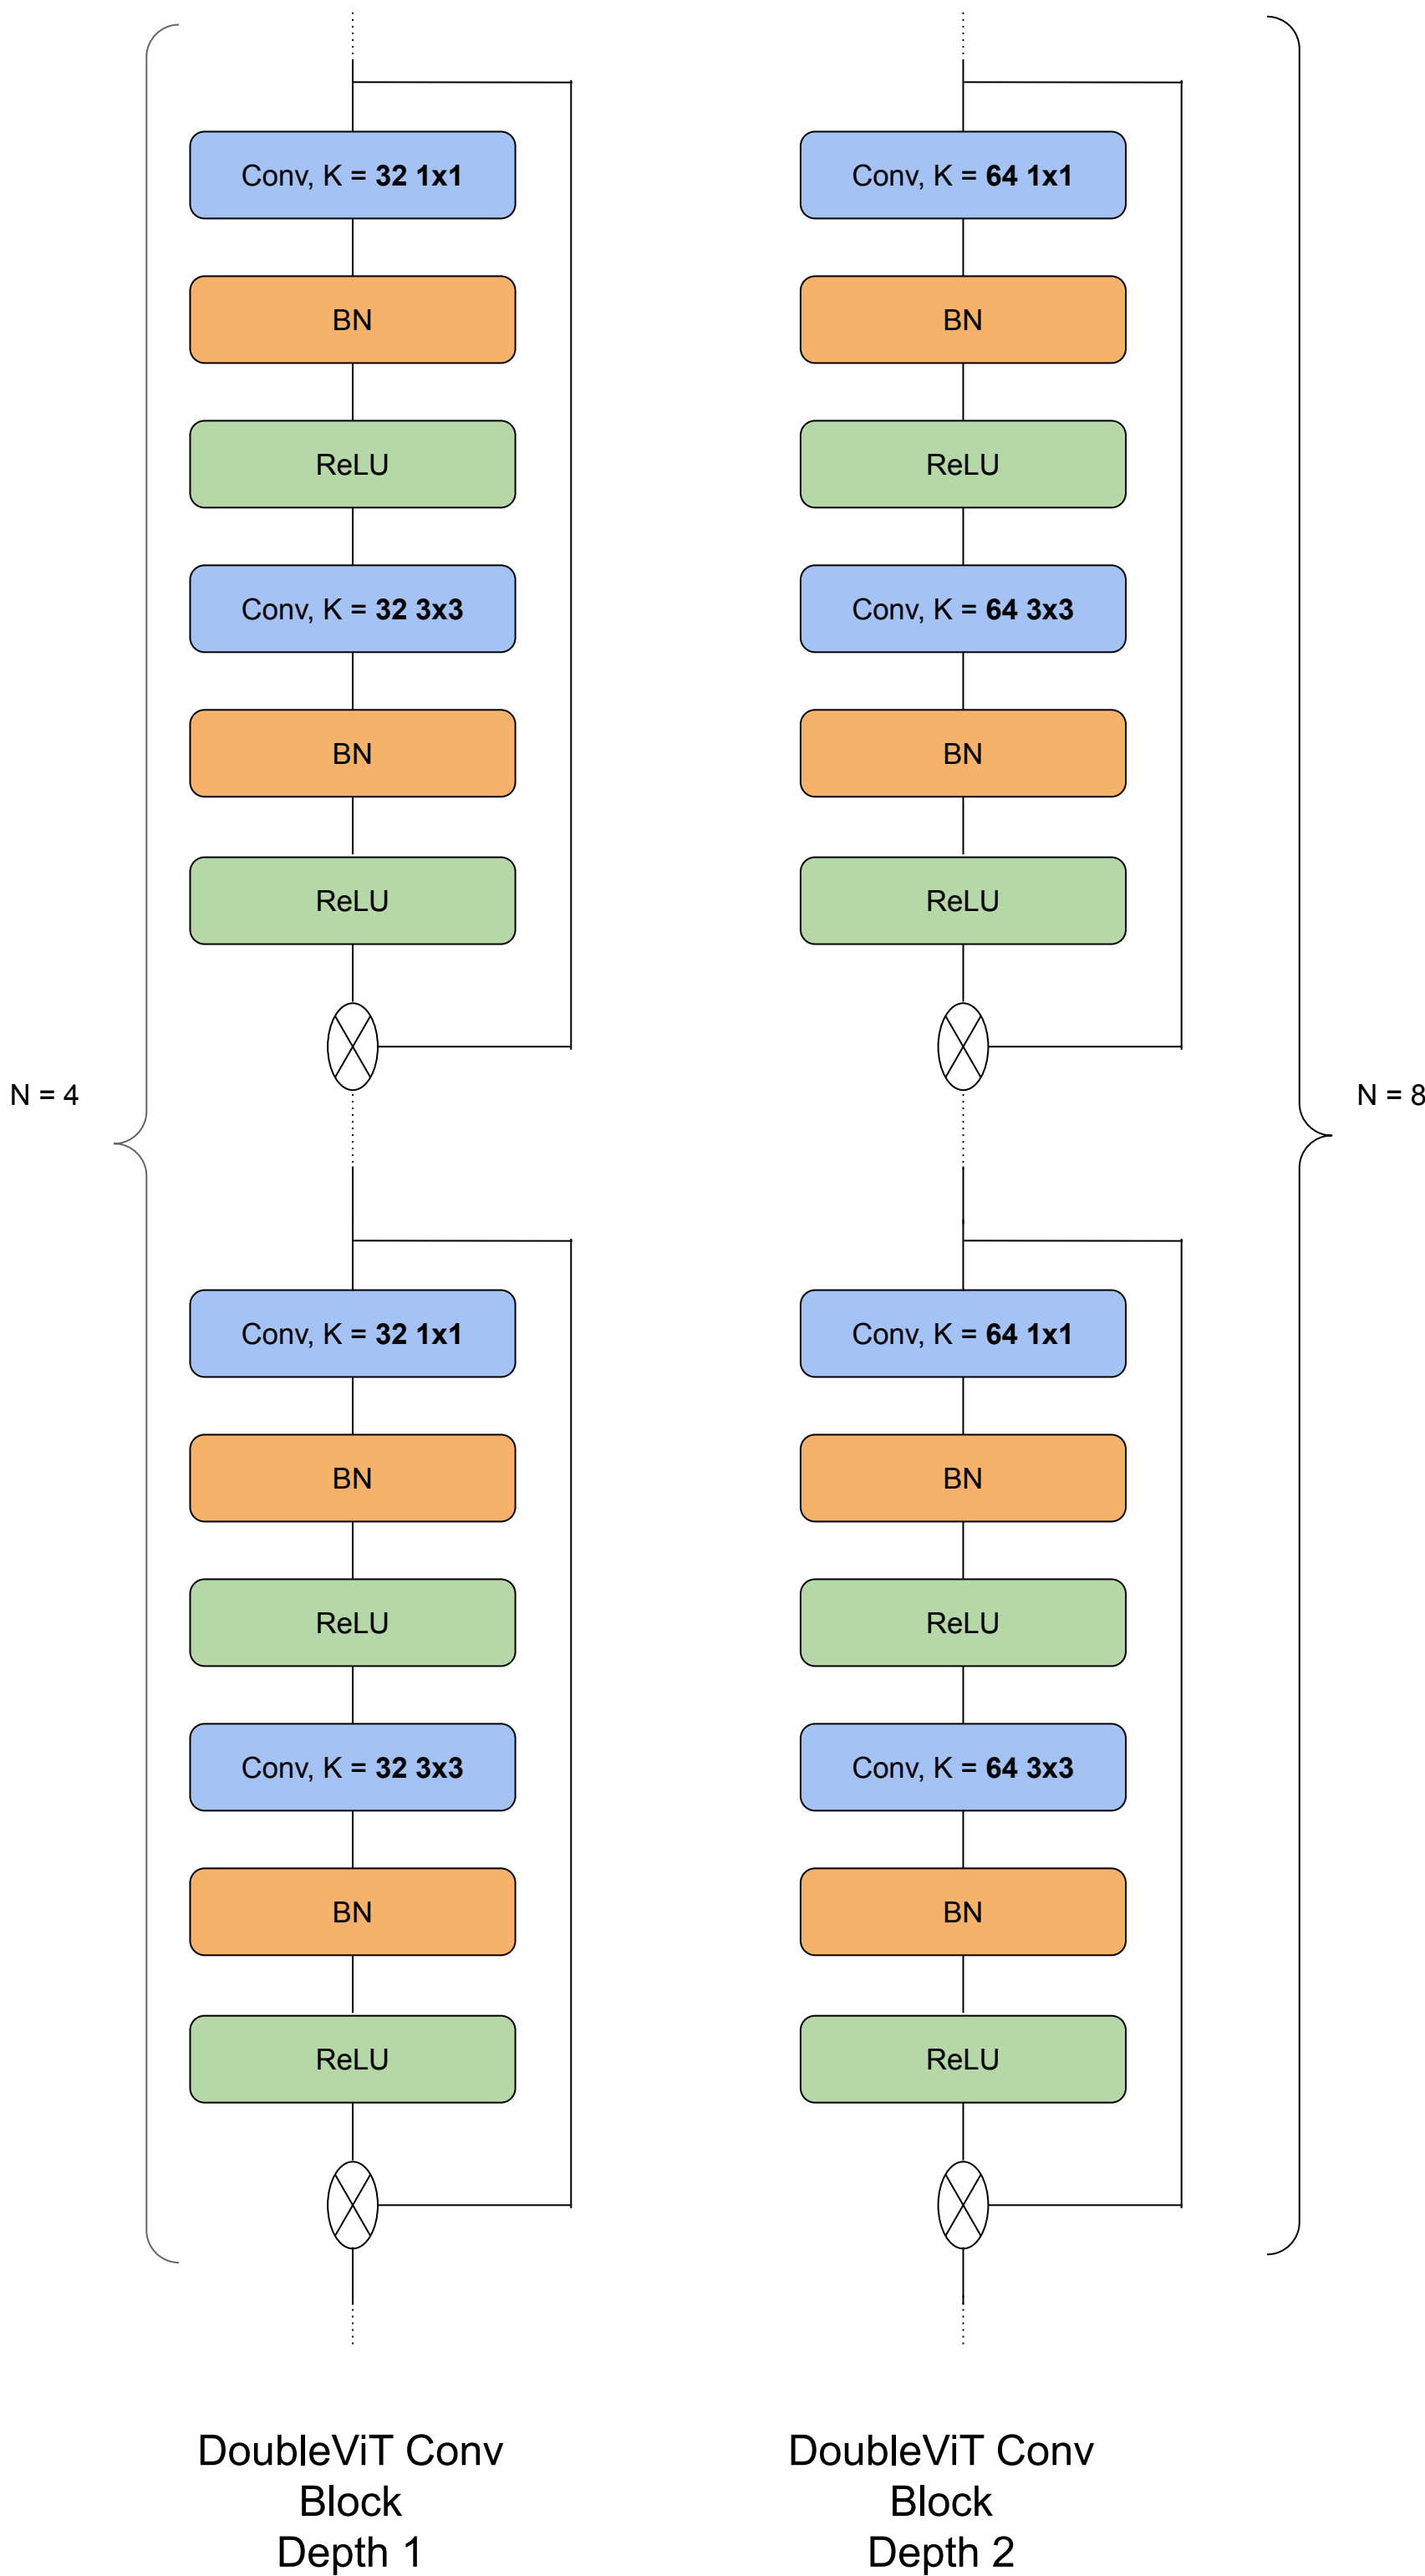 Conv, K = 32 1x1
BN
ReLU
Conv, K = 32 3x3
BN
ReLU
N = 4
Conv, K = 32 1x1
BN
ReLU
Conv, K = 32 3x3
BN
ReLU
DoubleViT Conv
Block
Depth 1
Conv, K = 64 1x1
BN
ReLU
Conv, K = 64 3x3
BN
ReLU
N = 8
Conv, K = 64 1x1
BN
ReLU
Conv, K = 64 3x3
BN
ReLU
DoubleViT Conv
Block
Depth 2